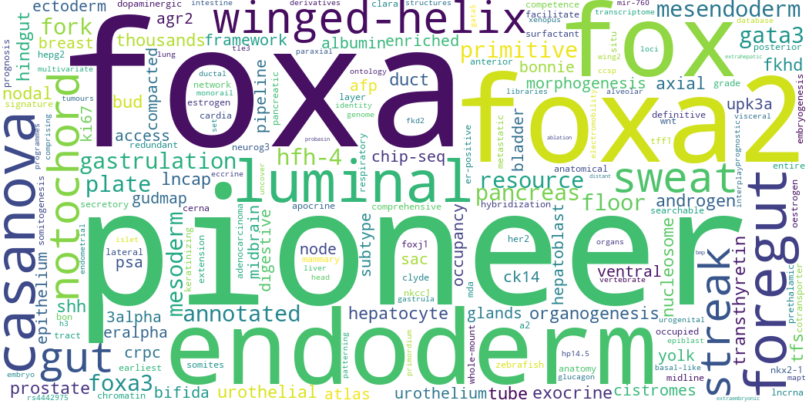 ectoderm
dopaminergic
intestine
derivatives
clara
structures
competence
mir-760
mesendoderm
agr2
winged-helix
facilitate
transcriptome
xenopus
database
hindgut
fork
thousands
framework
albumin
enriched
surfactant
fox
situ
loci
posterior
gata3
breast
prognosis
hepg2
multivariate
lung
tle3
paraxial
primitive
anterior
wing2
ccap
extrahepatic
fkhd
nodal
signature
tumours
bud
compacted
foxa
ductal
network
monorail
estrogen
cardia
set
pipeline
pancreatic
afp
ontology
layer
identity
genome
duct
bonnie
morphogenesis
grade
axial
libraries
alveolar
embryogenesis
casanova
programmes
comprising
ki67
access
redundant
neurog3
fkd2
probasin
foxa2
definitive
wnt
visceral
upk3a
metastatic
tff1
electromobility
prognostic
interplay
notochord
gastrulation
plate
hfh-4
chip-seq
er-positive
bladder
ablation
anatomical
distant
entire
lncap
eccrine
uncover
luminal
respiratory
resource
pancreas
sweat
secretory
gudmap
cerna
apocrine
comprehensive
hybridization
floor
androgen
searchable
oestrogen
somitogenesis
epithelium
islet
endometrial
lateral
psa
mesoderm
keratinizing
extension
adenocarcinoma
midbrain
digestive
node
summary
liver
head
subtype
foxj1
sac
clyde
nkcc1
gastrula
occupancy
her2
ck14
organs
hepatoblast
ventral
vertebrate
bmp
nucleosome
streak
transthyretin
foregut
prethalamic
cotransporter
tfs
pioneer
shh
bon
h3
tract
3alpha
eralpha
annotated
hepatocyte
mda
glands
organogenesis
a2
urogenital
gut
embryo
earliest
crpc
somites
endoderm
patterning
primordium
whole-mount
zebrafish
hp14.5
anatomy
glucagon
occupied
basal-like
epiblast
yolk
midline
nkx2-1
mapt
prostate
rs4442975
foxa3
chromatin
bifida
urothelial
atlas
urothelium
tube
exocrine
cistromes
extraembryonic
lncrna